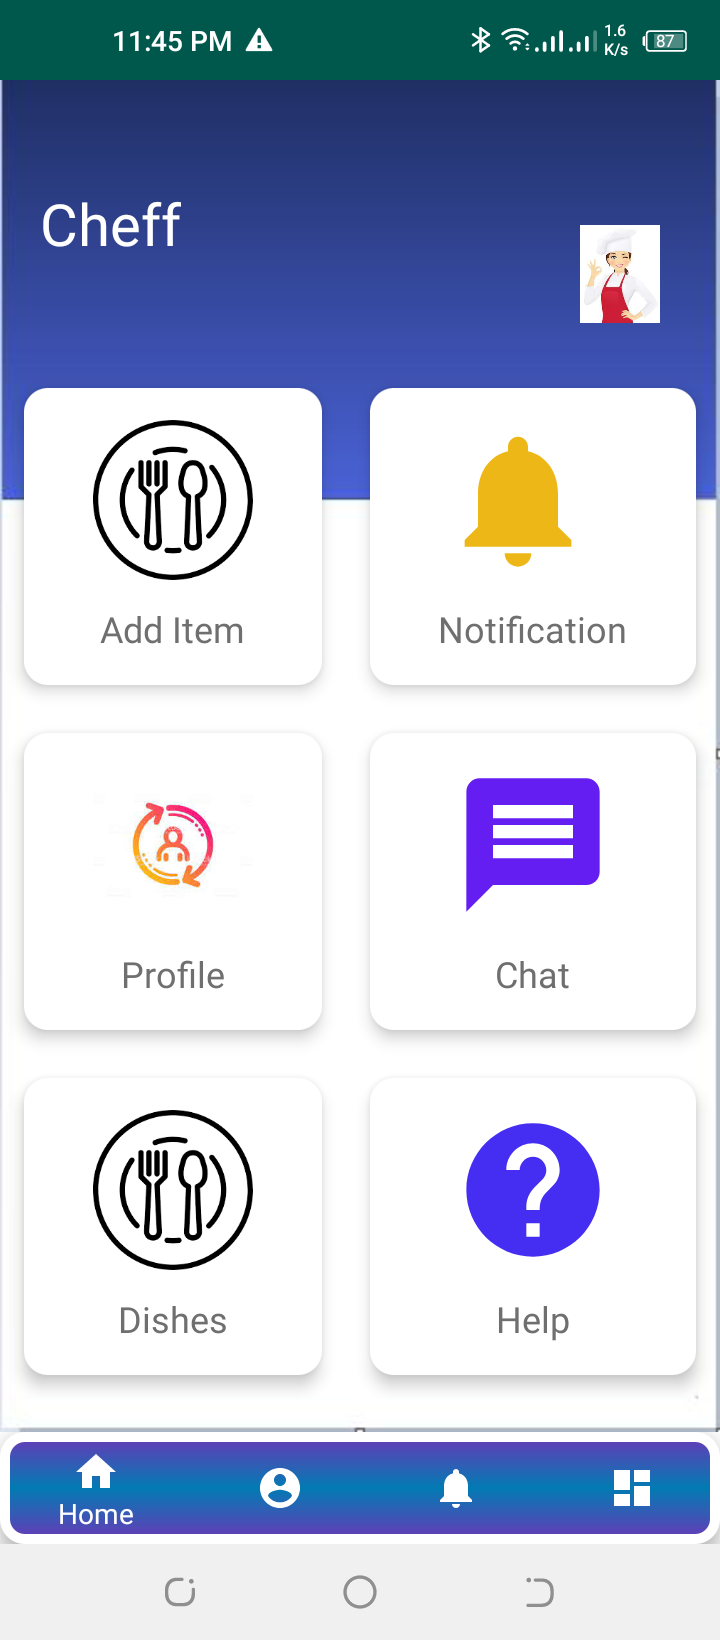 11:45 PM
1.6
K/s
87
Cheff
Add Item
Notification
Profile
Chat
Dishes
Help
Home